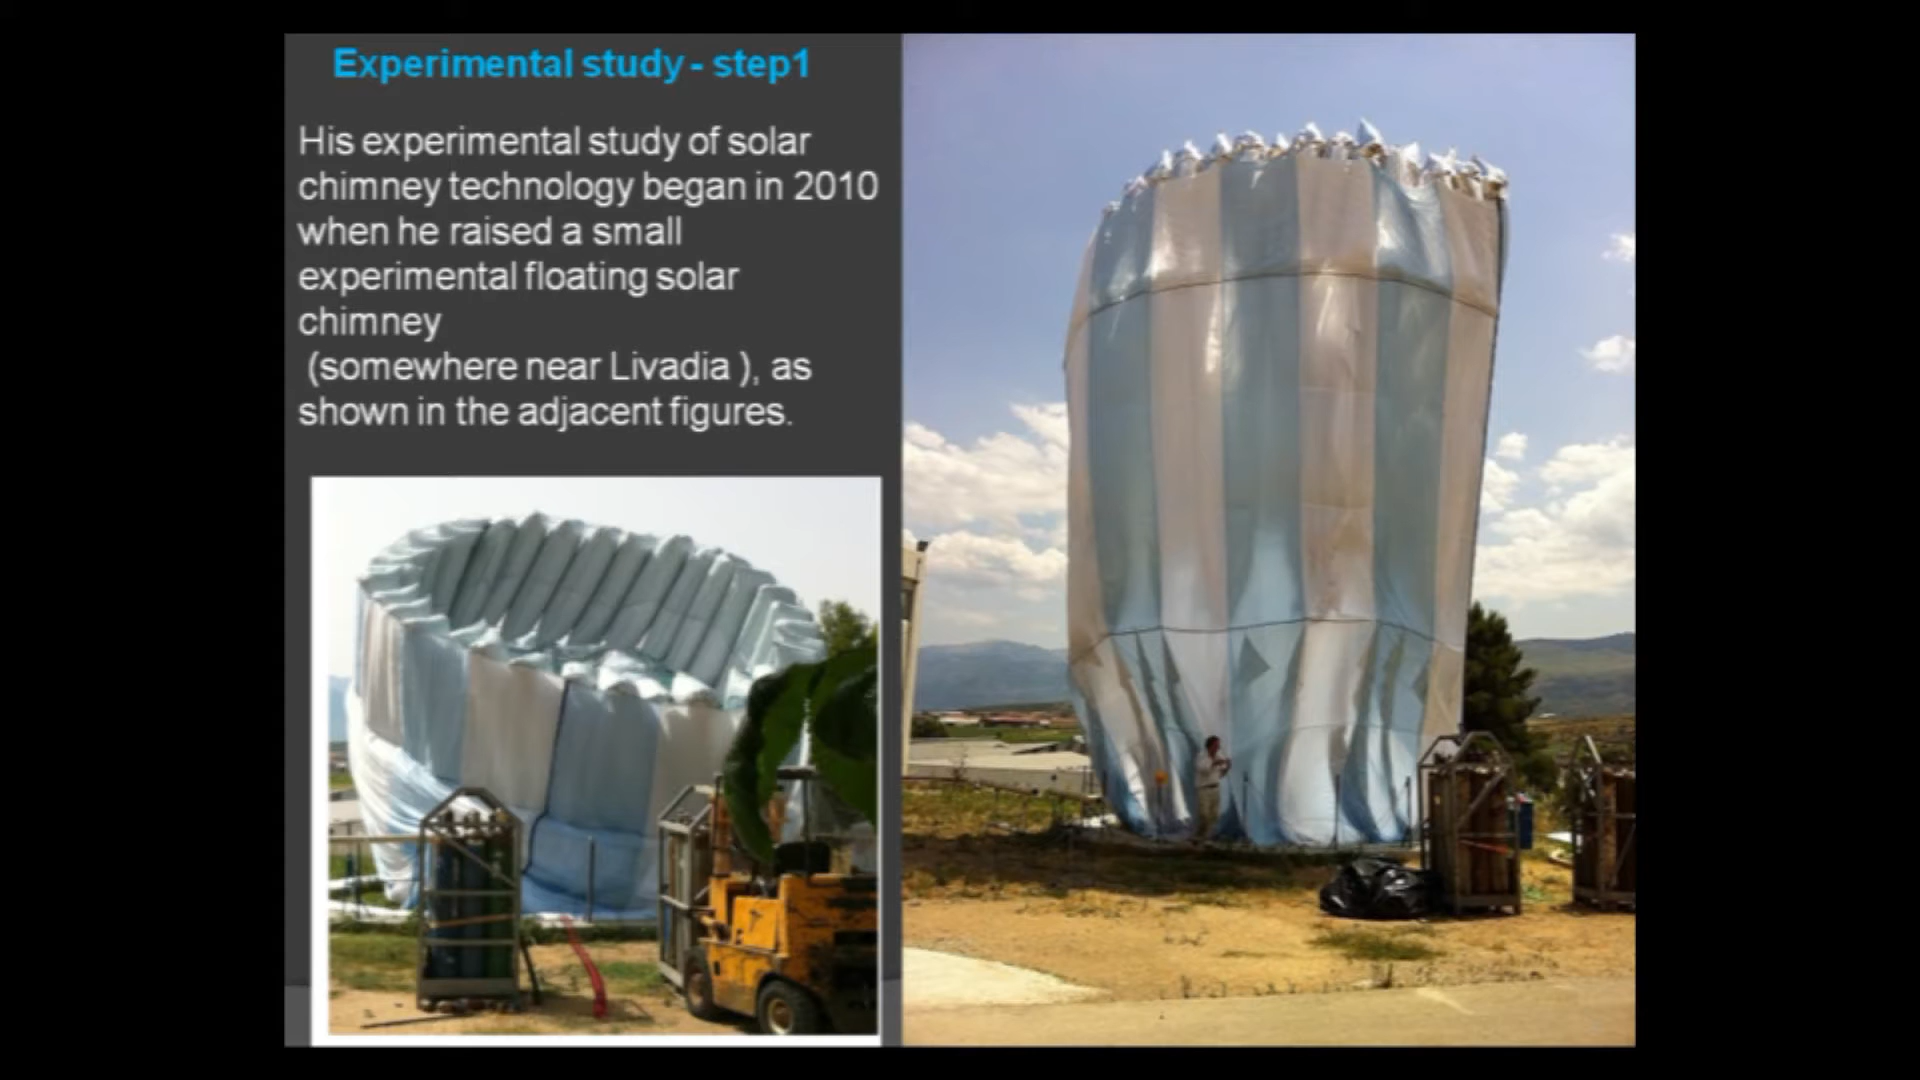 Experimental study - step1
His experimental study of solar
chimney technology began in 2010
when he raised a small
experimental floating solar
chimney
(somewhere near Livadia ), as
shown in the adjacent figures.